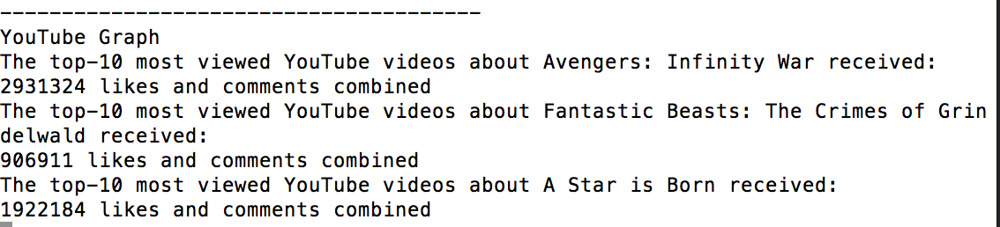 ---------------------------------------
YouTube Graph
The top-10 most viewed YouTube videos about Avengers: Infinity War received:
2931324 likes and comments combined
The top-10 most viewed YouTube videos about Fantastic Beasts: The Crimes of Grin
delwald received:
906911 likes and comments combined
The top-10 most viewed YouTube videos about A Star is Born received:
1922184 likes and comments combined